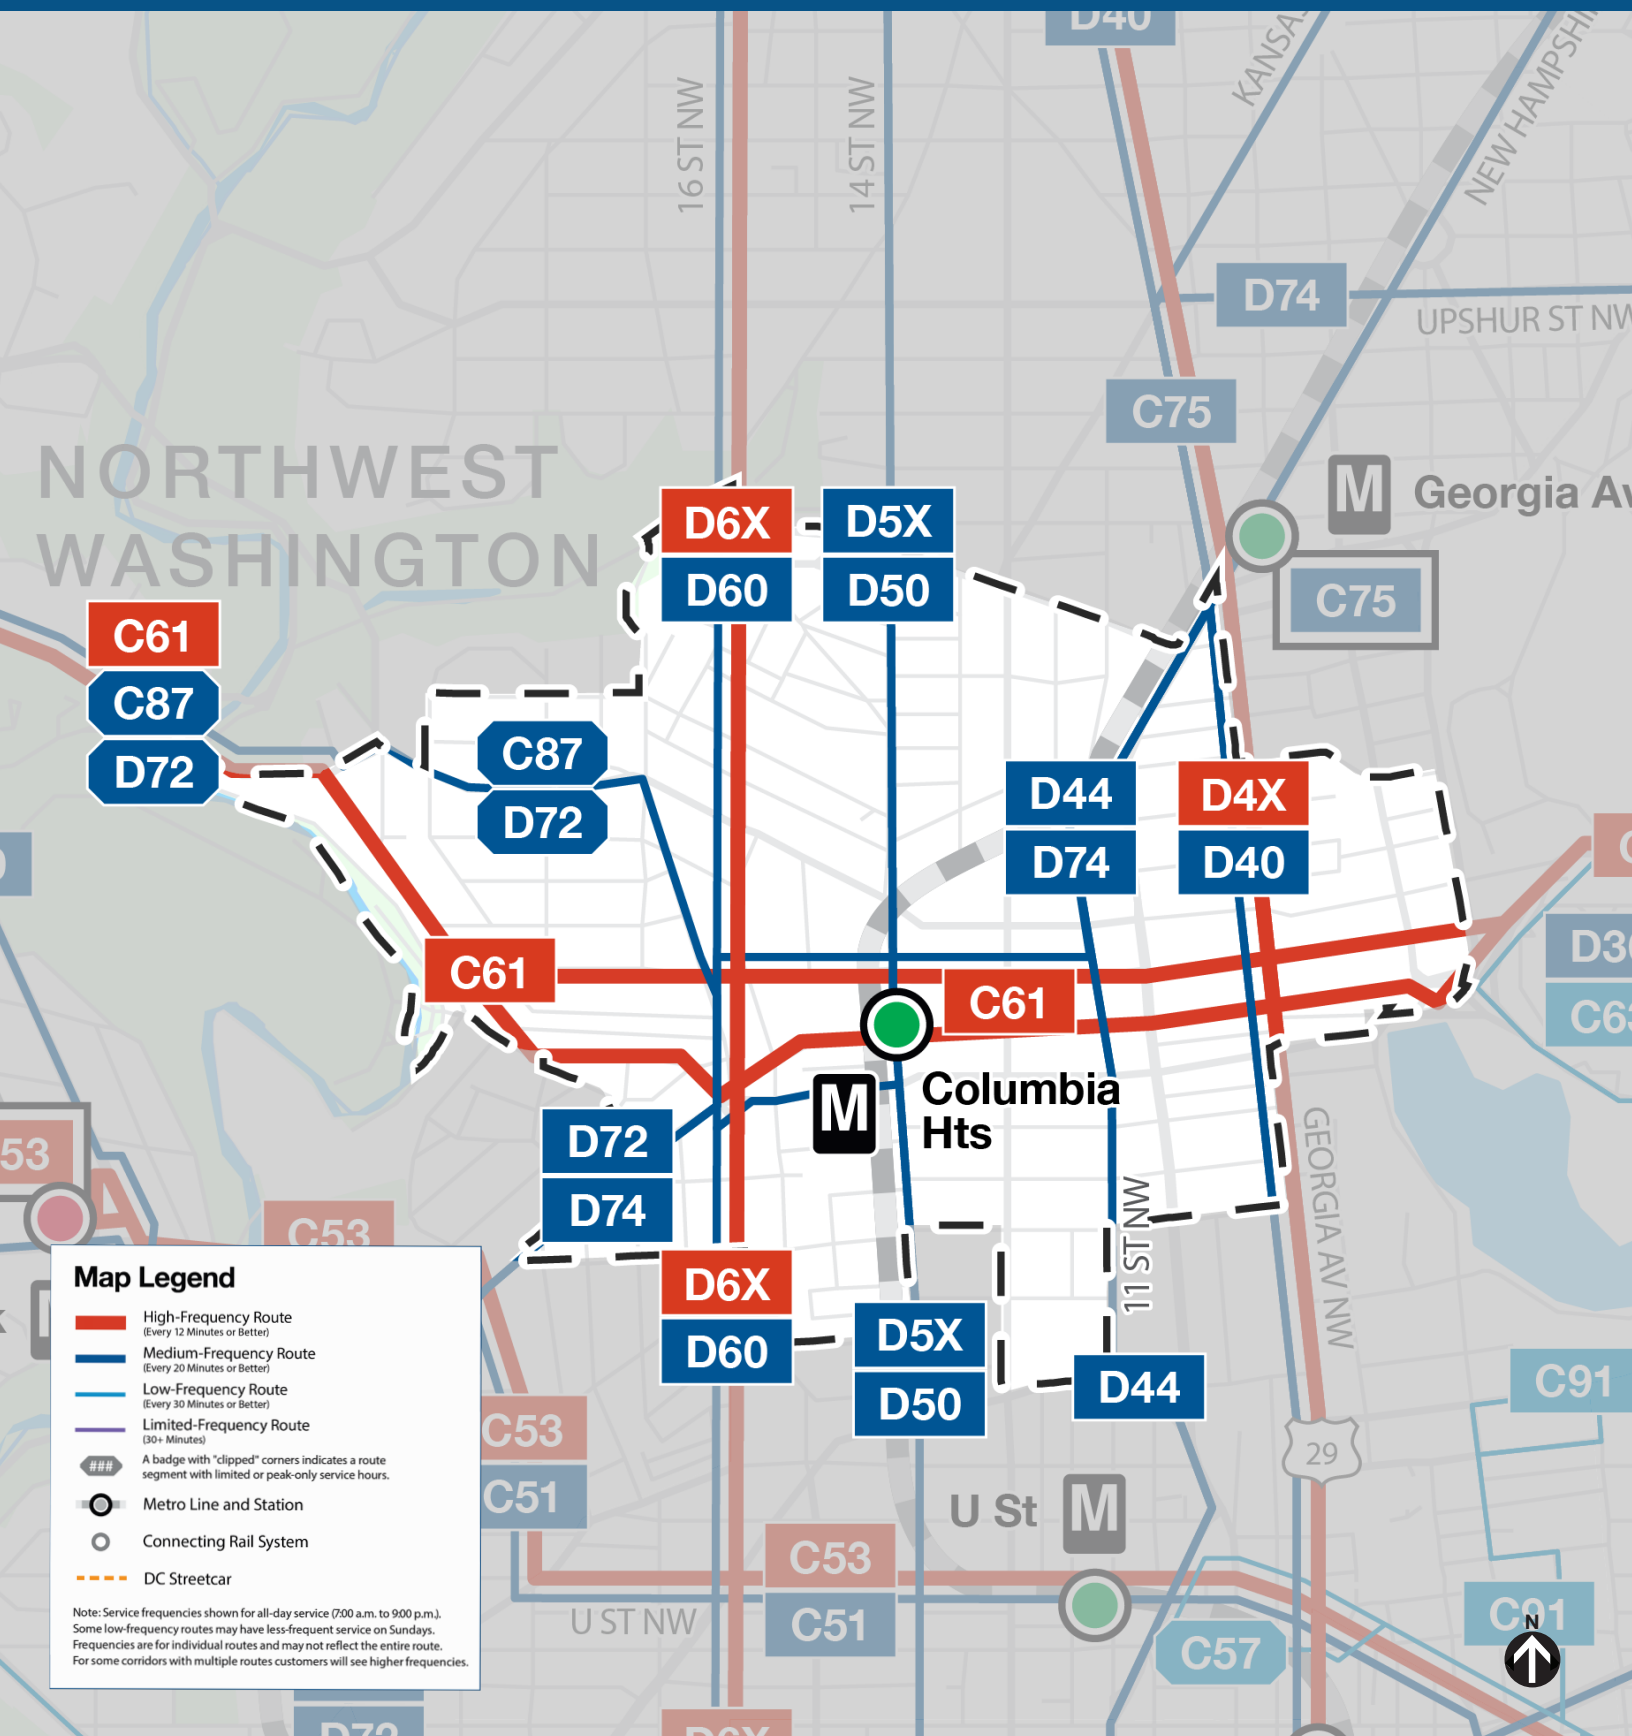 D40
KANSAS
NEW HAMPSHI
16 ST NW
14 ST NW
D74
UPSHUR ST NW
C75
NORTHWEST
WASHINGTON
M
Georgia Av
D6X
D60
D5X
D50
C75
C61
C87
D72
C87
D72
D44
D74
D4X
D40
D36
C63
C61
C61
M
Columbia
Hts
D72
D74
53
C53
11 ST NW
GEORGIA AV NW
D6X
D60
D5X
D50
D44
C91
29
C53
C51
U St
M
C53
C51
U ST NW
C57
C91
N
D72
D6X
Map Legend
High-Frequency Route
(Every 12 Minutes or Better)
Medium-Frequency Route
(Every 20 Minutes or Better)
Low-Frequency Route
(Every 30 Minutes or Better)
Limited-Frequency Route
(30+ Minutes)
###
A badge with "clipped" corners indicates a route
segment with limited or peak-only service hours.
Metro Line and Station
Connecting Rail System
DC Streetcar
Note: Service frequencies shown for all-day service (7:00 a.m. to 9:00 p.m.).
Some low-frequency routes may have less-frequent service on Sundays.
Frequencies are for individual routes and may not reflect the entire route.
For some corridors with multiple routes customers will see higher frequencies.